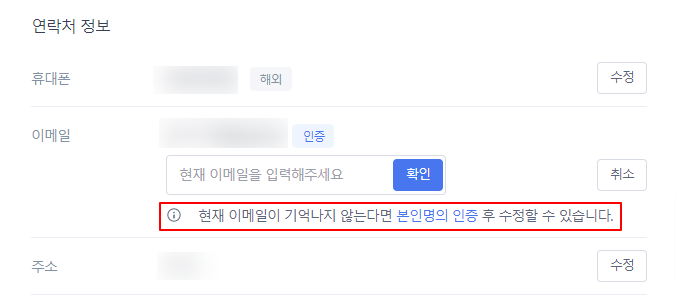 연락처 정보
휴대폰 해외 수정
이메일 인증
현재 이메일을 입력해주세요 확인 취소
현재 이메일이 기억나지 않는다면 본인명의 인증 후 수정할 수 있습니다.
주소 수정